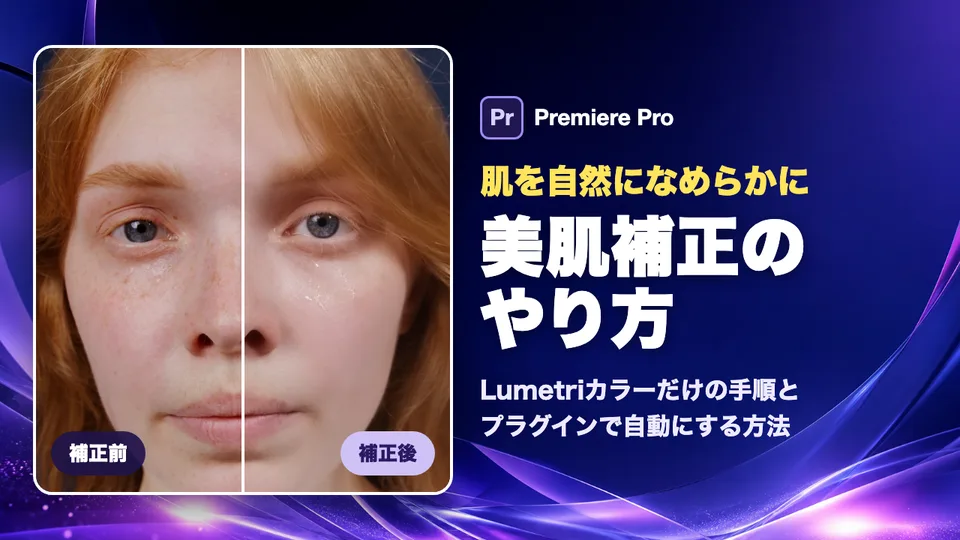 Pr Premiere Pro
肌を自然になめらかに
美肌補正の
やり方
Lumetriカラーだけの手順と
プラグインで自動にする方法
補正前
補正後